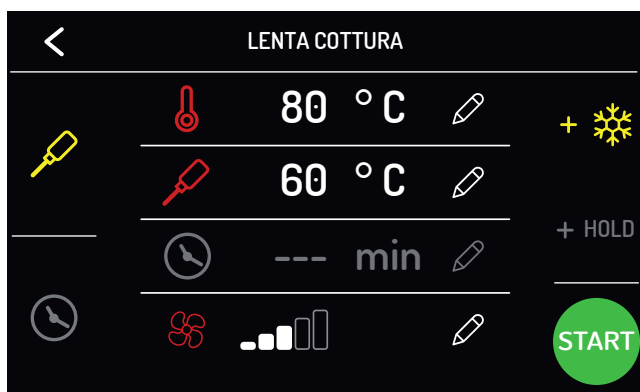 LENTA COTTURA
80 °C
+
60 °C
+ HOLD
--- min
START